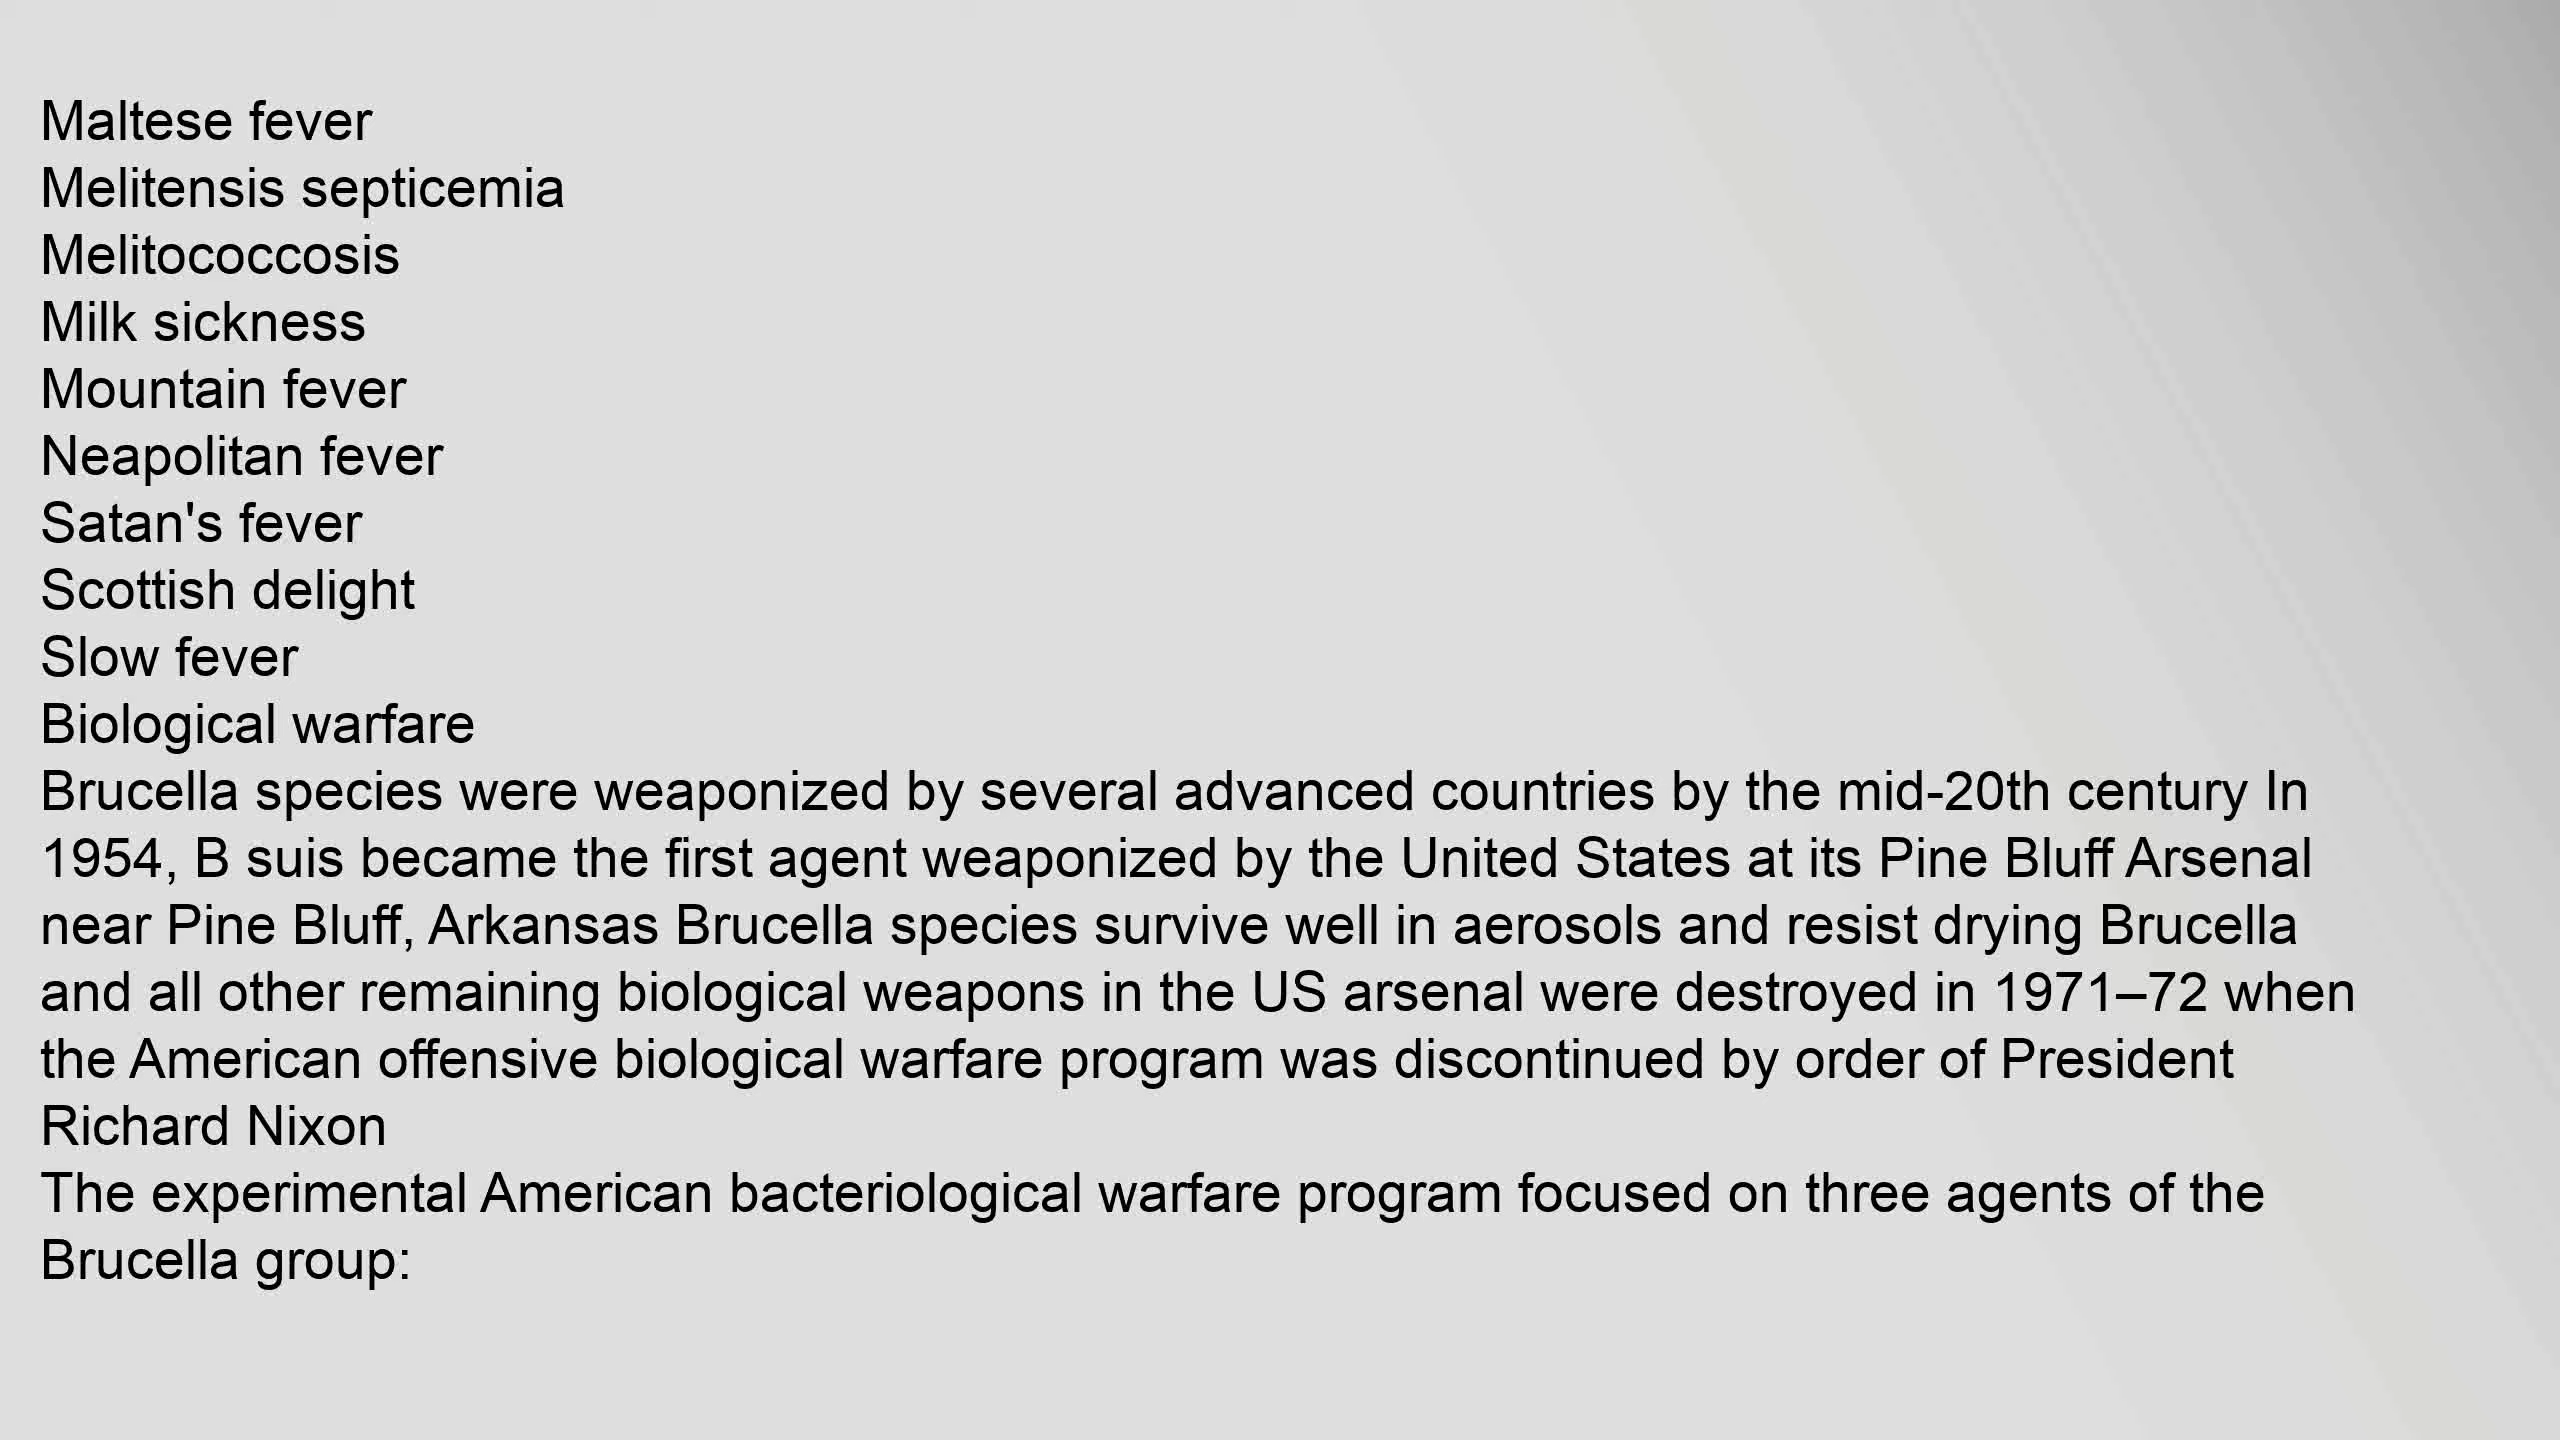 Maltese fever
Melitensis septicemia
Melitococcosis
Milk sickness
Mountain fever
Neapolitan fever
Satan's fever
Scottish delight
Slow fever
Biological warfare
Brucella species were weaponized by several advanced countries by the mid-20th century In
1954, B suis became the first agent weaponized by the United States at its Pine Bluff Arsenal
near Pine Bluff, Arkansas Brucella species survive well in aerosols and resist drying Brucella
and all other remaining biological weapons in the US arsenal were destroyed in 1971–72 when
the American offensive biological warfare program was discontinued by order of President
Richard Nixon
The experimental American bacteriological warfare program focused on three agents of the
Brucella group: